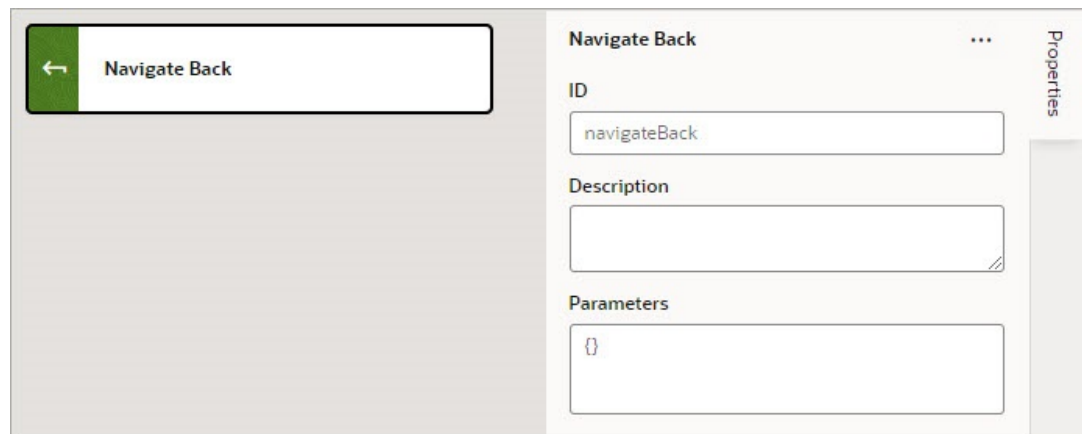 Navigate Back
Navigate Back
...
ID
navigateBack
Description
Parameters
{}
Properties